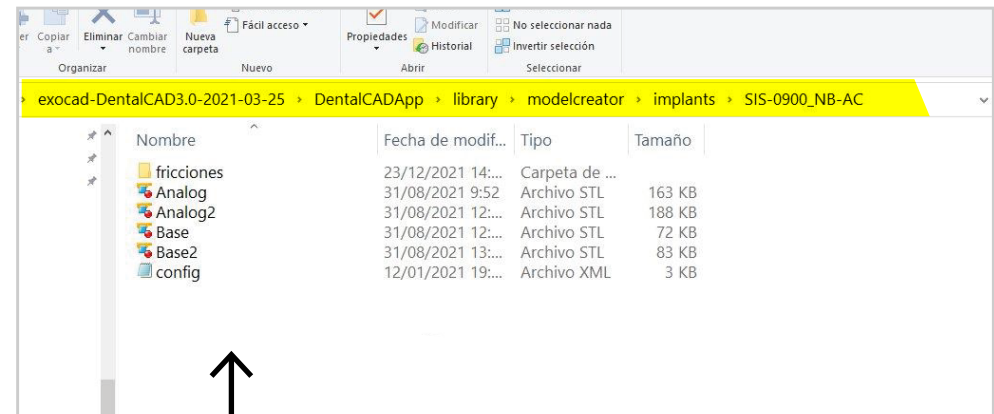 Copiar Eliminar Cambiar Nueva Fácil acceso Propiedades Modificar No seleccionar nada
a nombre carpeta Historial Invertir selección
Organizar Nuevo Abrir Seleccionar
exocad-DentalCAD3.0-2021-03-25 › DentalCADApp › library › modelcreator › implants › SIS-0900_NB-AC
Nombre Fecha de modif... Tipo Tamaño
fricciones 23/12/2021 14:... Carpeta de ...
Analog 31/08/2021 9:52 Archivo STL 163 KB
Analog2 31/08/2021 12:... Archivo STL 188 KB
Base 31/08/2021 12:... Archivo STL 72 KB
Base2 31/08/2021 13:... Archivo STL 83 KB
config 12/01/2021 19:... Archivo XML 3 KB